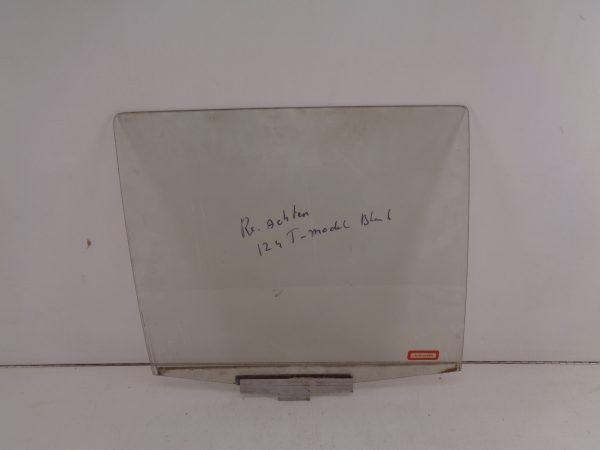 Re. Achter
124 T-model Blank